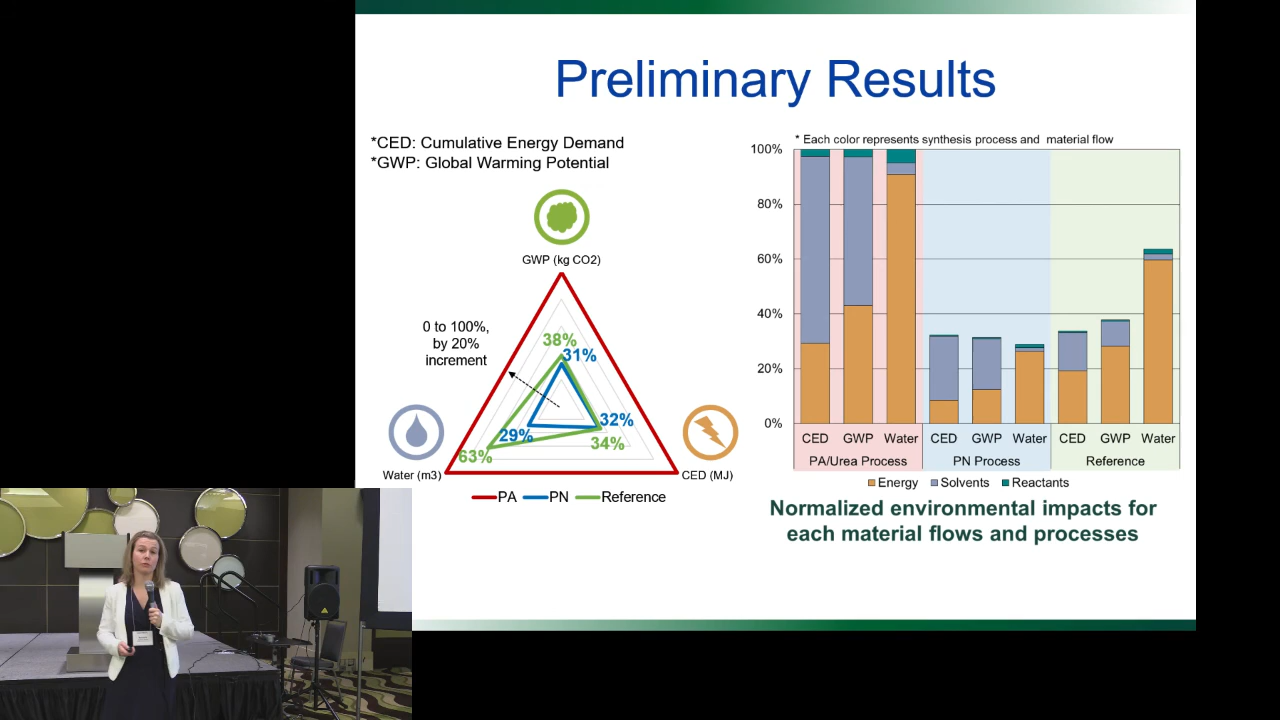 Preliminary Results
*CED: Cumulative Energy Demand
*GWP: Global Warming Potential
GWP (kg CO2)
0 to 100%,
by 20%
increment
38%
31%
32%
29%
34%
63%
Water (m3)
CED (MJ)
PA
PN
Reference
* Each color represents synthesis process and material flow
100%
80%
60%
40%
20%
0%
CED GWP Water CED GWP Water CED GWP Water
PA/Urea Process PN Process Reference
Energy Solvents Reactants
Normalized environmental impacts for
each material flows and processes